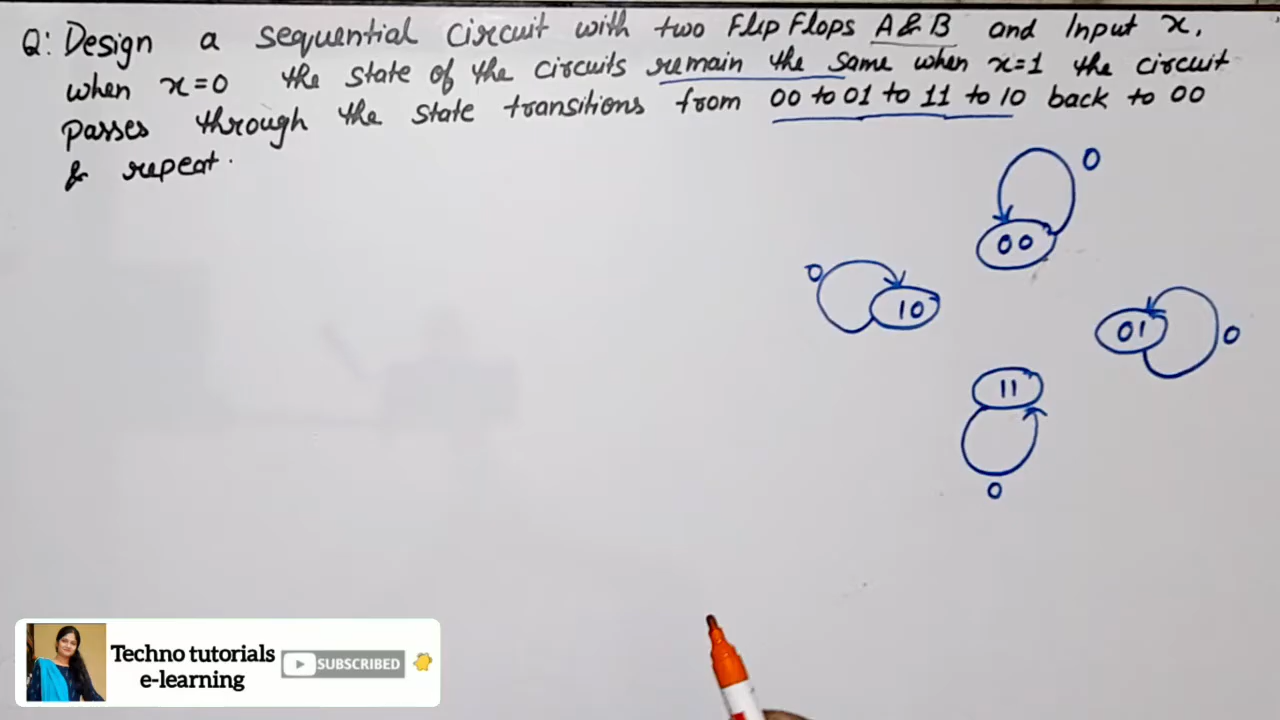 Q: Design a sequential circuit with two Flip Flops A & B and Input x,
when x=0 the state of the circuits remain the same when x=1 the circuit
passes through the state transitions from 00 to 01 to 11 to 10 back to 00
& repeat.
0
00
0
10
01
0
11
0
Techno tutorials
e-learning
SUBSCRIBED